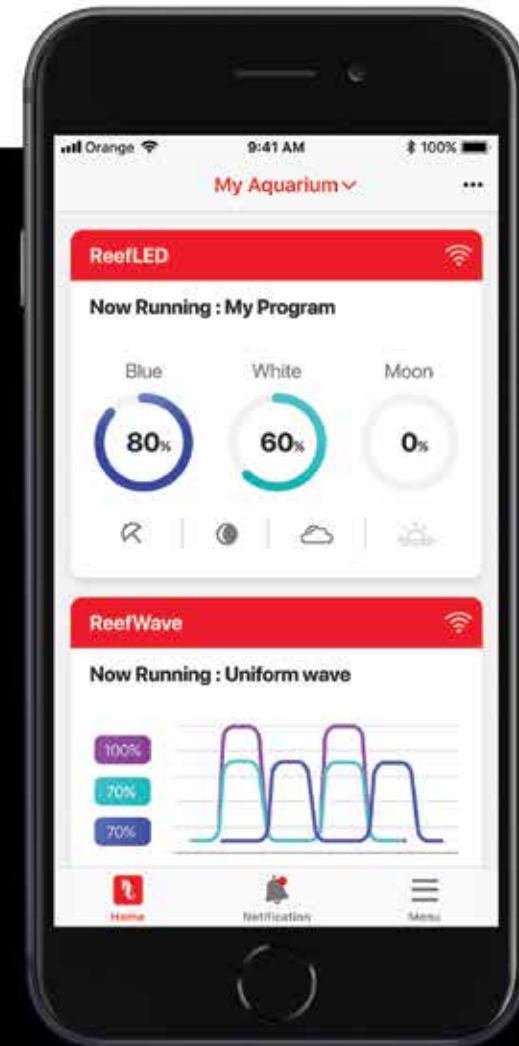 Orange 9:41 AM 100%
My Aquarium
ReefLED
Now Running : My Program
Blue White Moon
80% 60% 0%
ReefWave
Now Running : Uniform wave
100%
70%
70%
Home Notification Menu